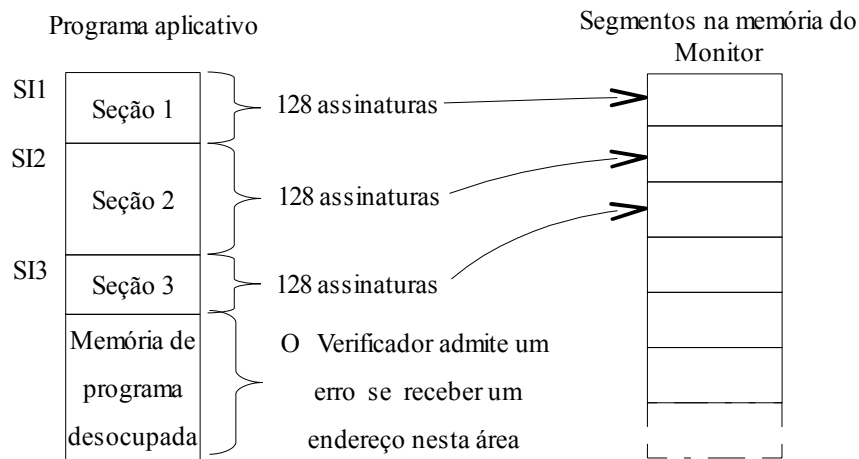 Programa aplicativo
Segmentos na memória do
Monitor
SI1
Seção 1
128 assinaturas
SI2
Seção 2
128 assinaturas
SI3
Seção 3
128 assinaturas
Memória de
programa
desocupada
O Verificador admite um
erro se receber um
endereço nesta área